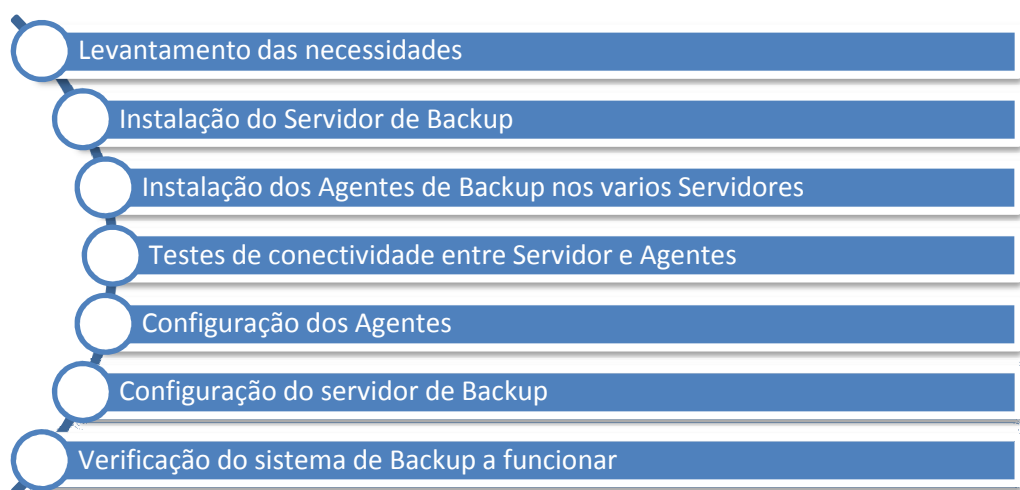 Levantamento das necessidades
Instalação do Servidor de Backup
Instalação dos Agentes de Backup nos varios Servidores
Testes de conectividade entre Servidor e Agentes
Configuração dos Agentes
Configuração do servidor de Backup
Verificação do sistema de Backup a funcionar